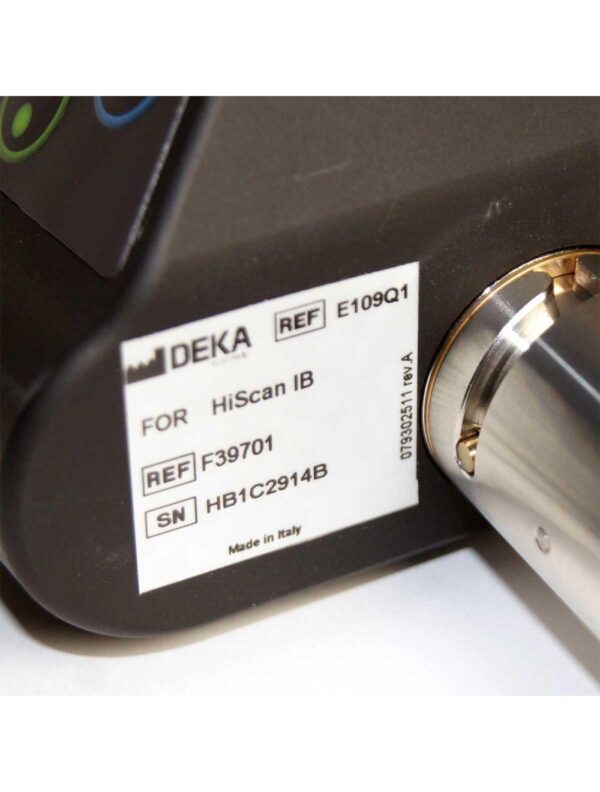 DEKA REF E109Q1
FOR HiScan IB
REF F39701
SN HB1C2914B
Made in Italy
079302511 rev.A